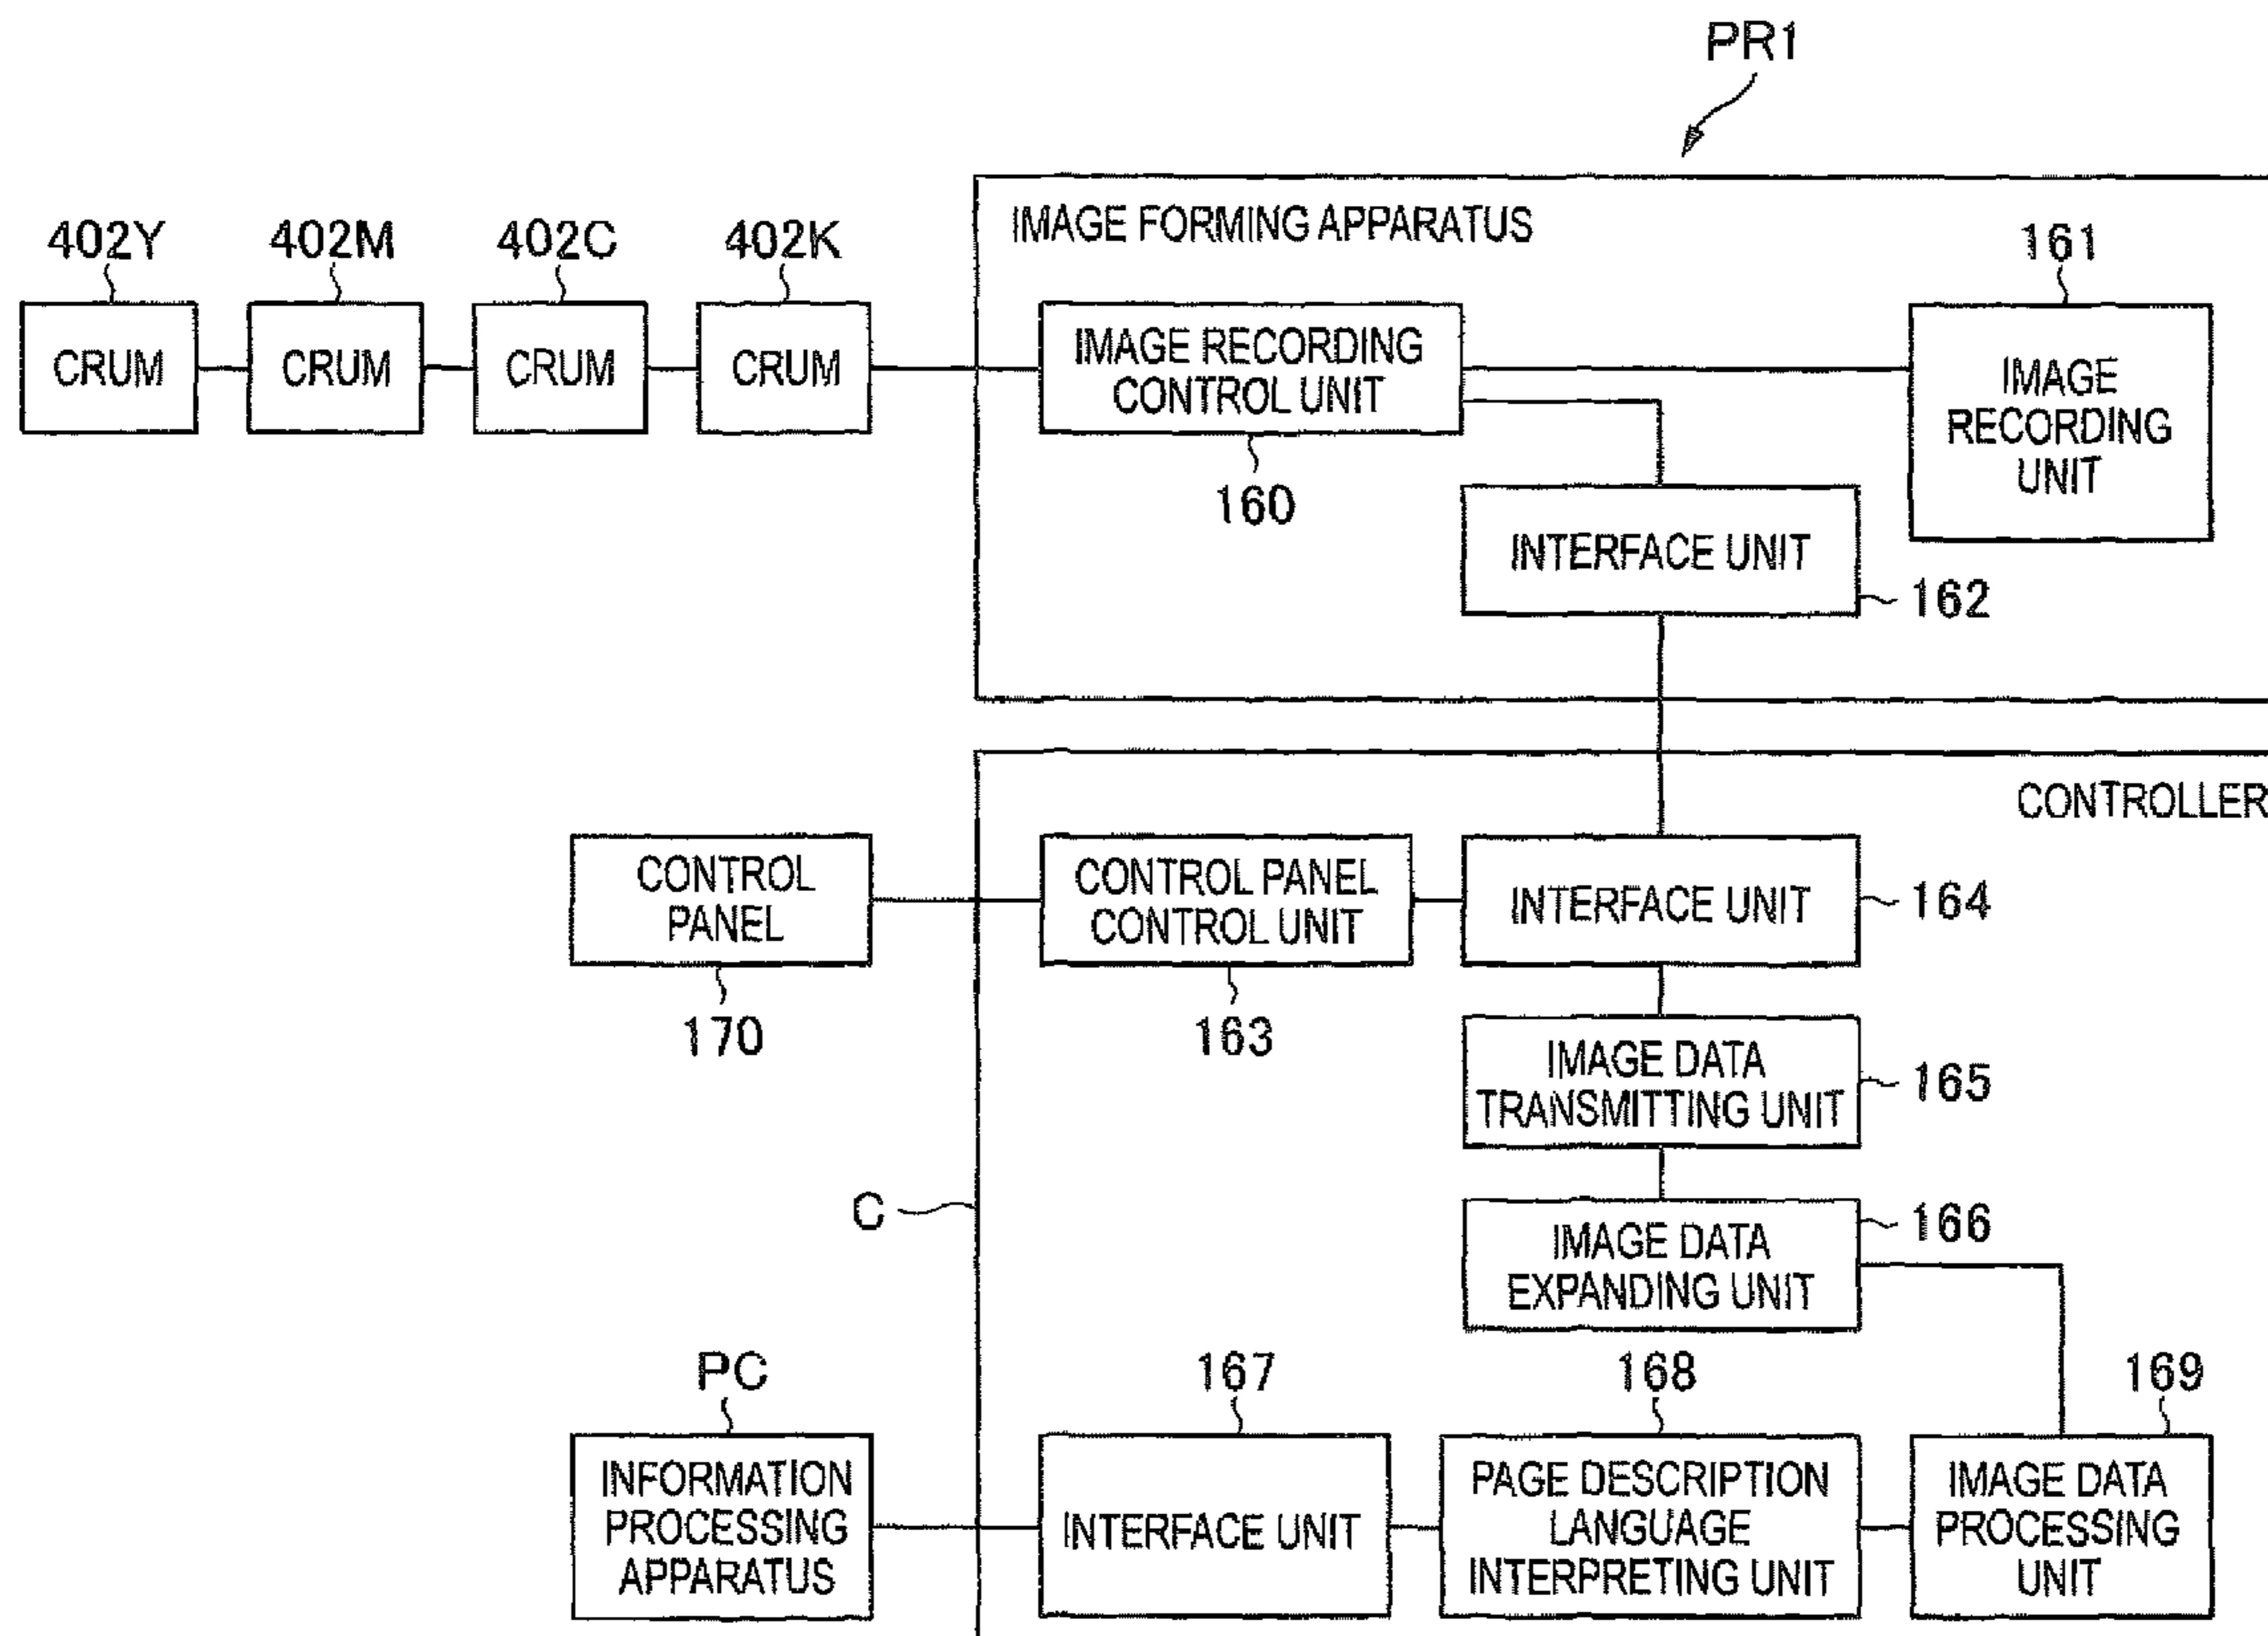 PR1
IMAGE FORMING APPARATUS
402Y
402M
402C
402K
161
CRUM
CRUM
CRUM
CRUM
IMAGE RECORDING
CONTROL UNIT
160
IMAGE
RECORDING
UNIT
INTERFACE UNIT
162
CONTROLLER
CONTROL
PANEL
170
CONTROL PANEL
CONTROL UNIT
163
INTERFACE UNIT
164
IMAGE DATA
TRANSMITTING UNIT
165
C
IMAGE DATA
EXPANDING UNIT
166
PC
167
168
169
INFORMATION
PROCESSING
APPARATUS
INTERFACE UNIT
PAGE DESCRIPTION
LANGUAGE
INTERPRETING UNIT
IMAGE DATA
PROCESSING
UNIT